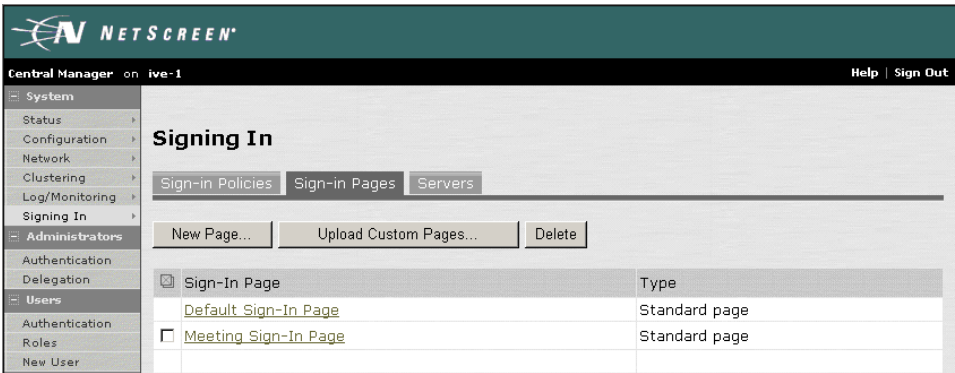 NETSCREEN
Central Manager on ive-1
Help | Sign Out
System
Status
Configuration
Network
Clustering
Log/Monitoring
Signing In
Administrators
Authentication
Delegation
Users
Authentication
Roles
New User
Signing In
Sign-in Policies Sign-in Pages Servers
New Page... Upload Custom Pages... Delete
Sign-In Page Type
Default Sign-In Page Standard page
Meeting Sign-In Page Standard page